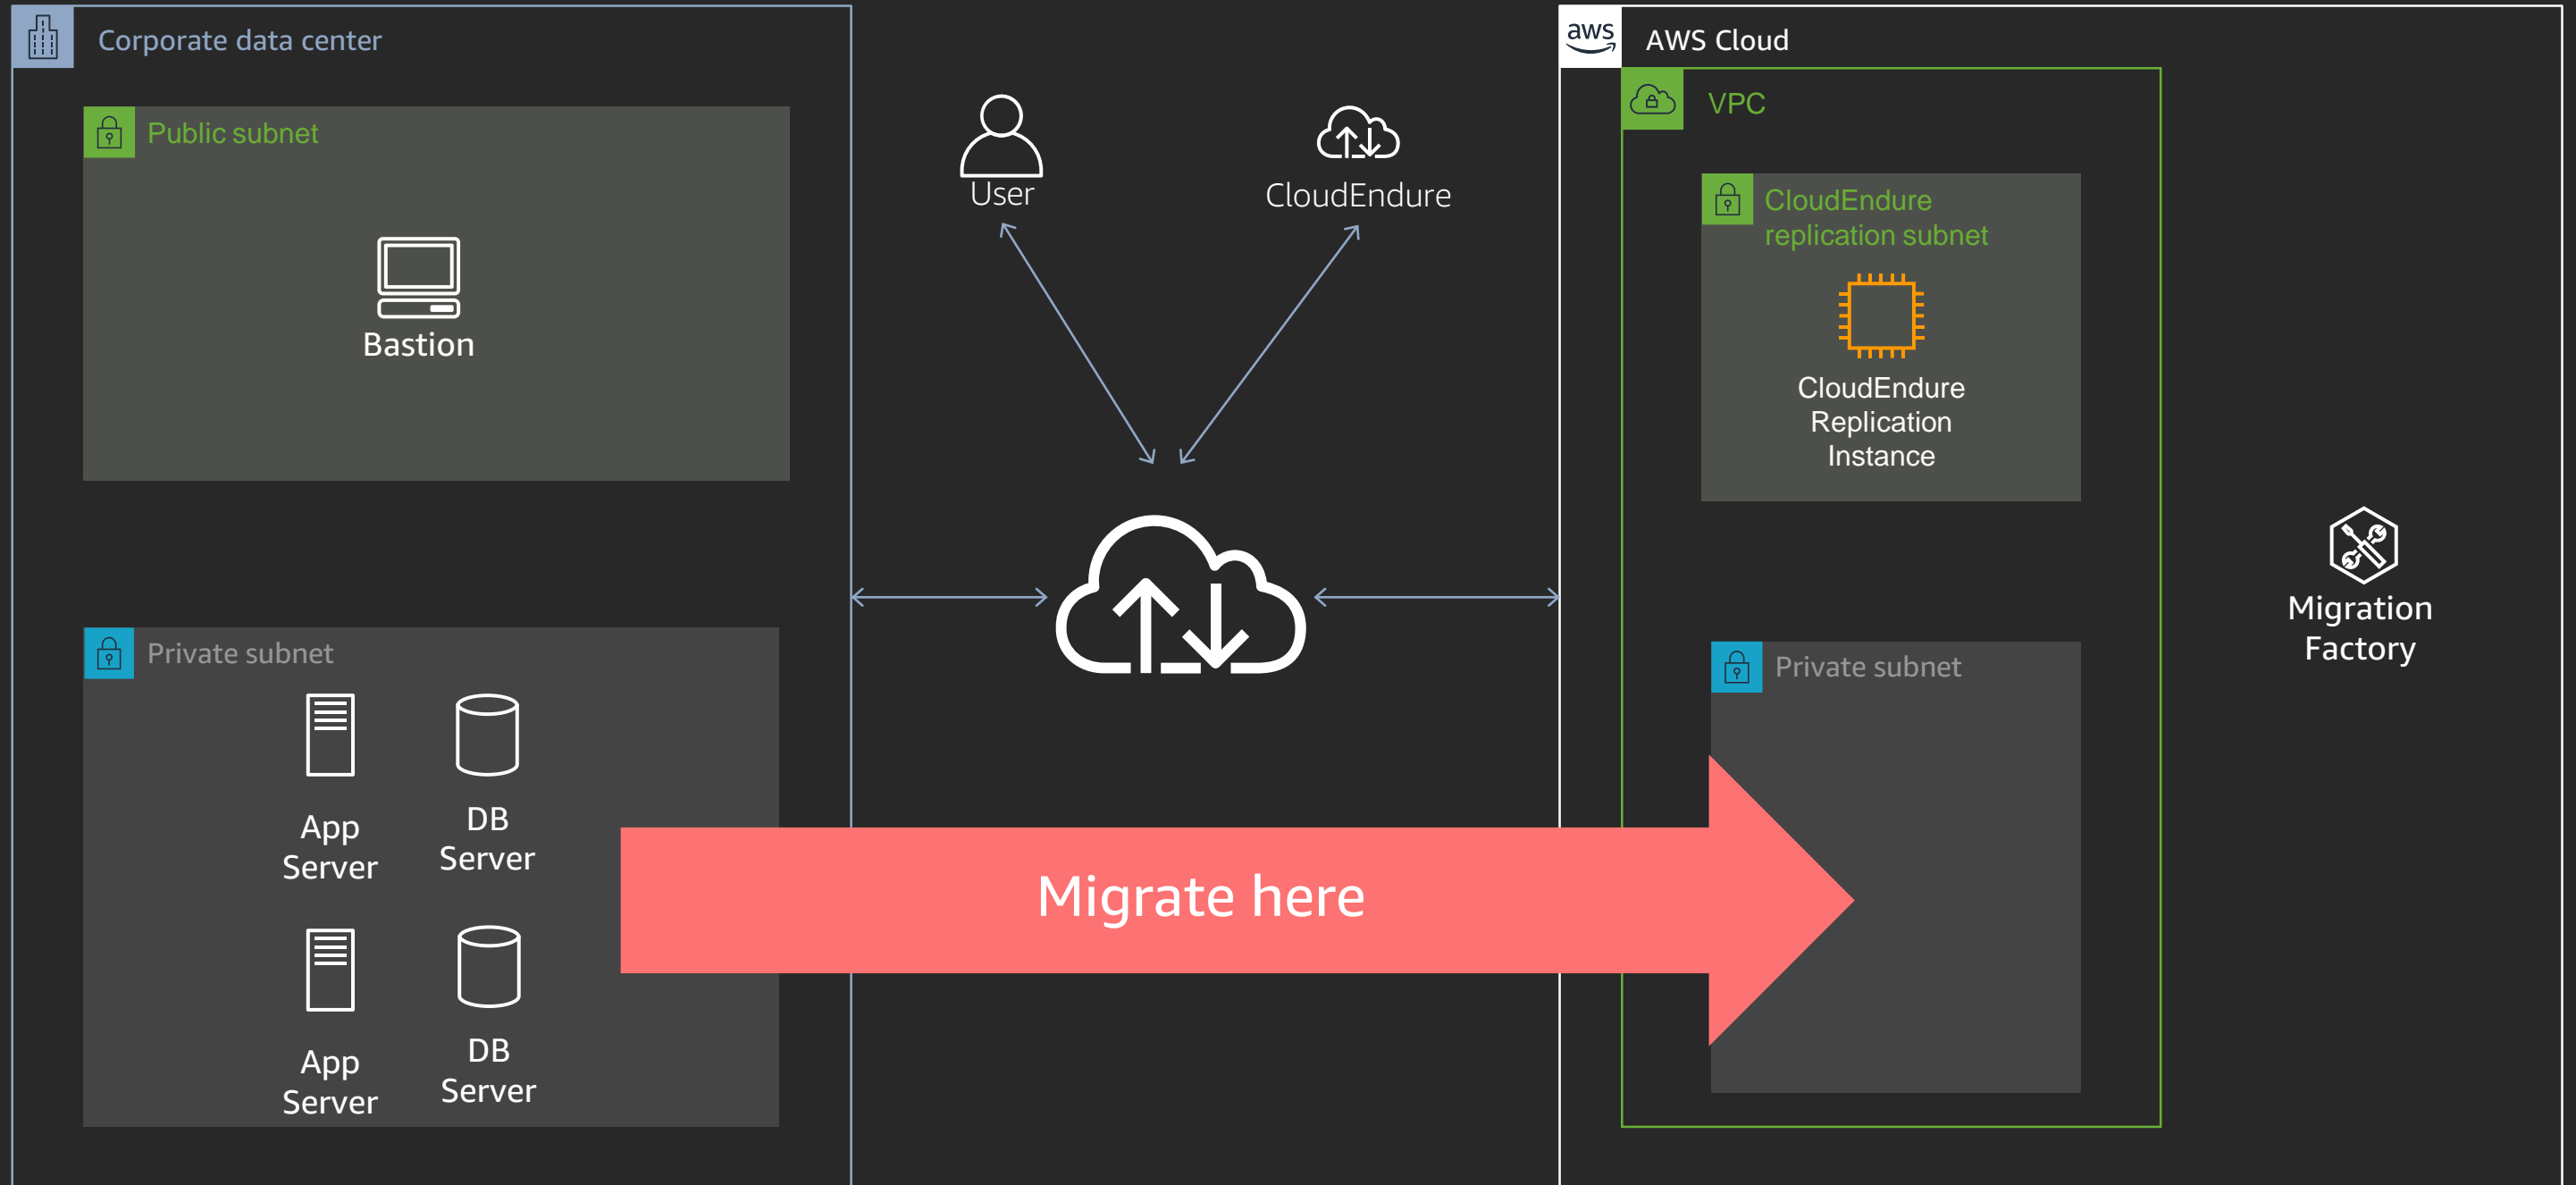 Corporate data center
Public subnet
Bastion
Private subnet
App
Server
DB
Server
App
Server
DB
Server
User
CloudEndure
Migrate here
aws
AWS Cloud
VPC
CloudEndure
replication subnet
CloudEndure
Replication
Instance
Private subnet
Migration
Factory